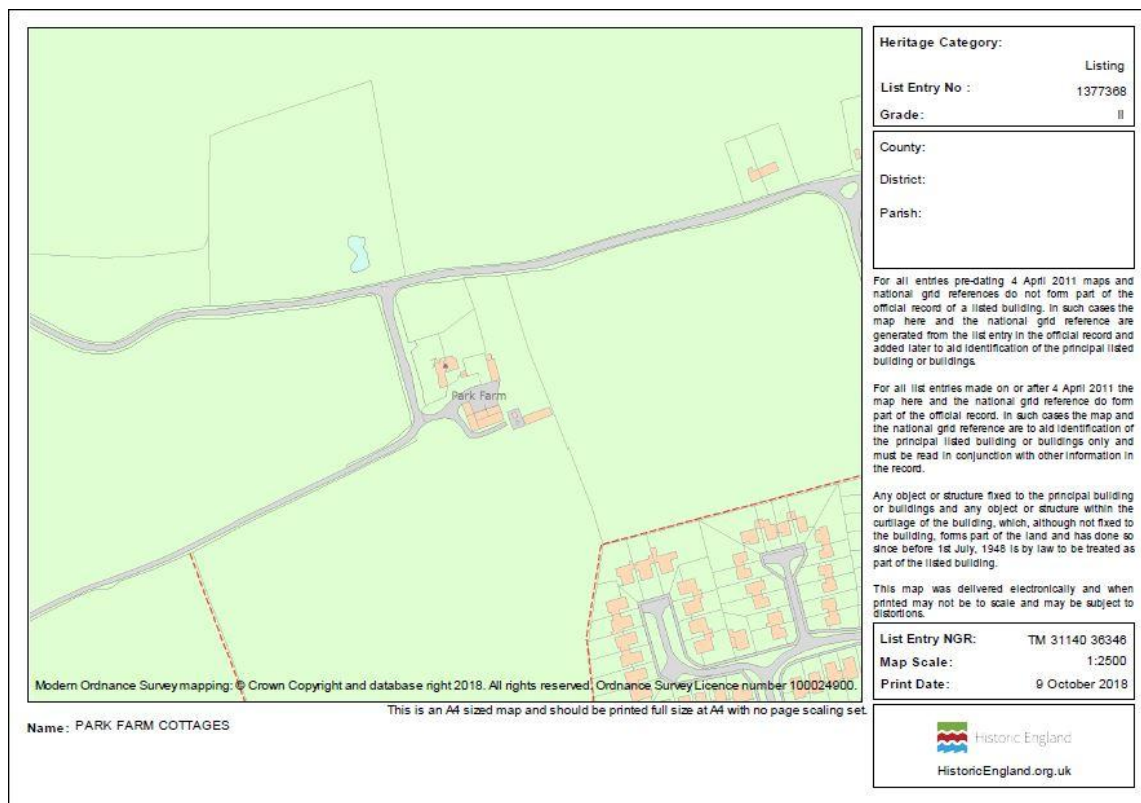 Park Farm
Modern Ordnance Survey mapping: © Crown Copyright and database right 2018. All rights reserved. Ordnance Survey Licence number 100024900.
This is an A4 sized map and should be printed full size at A4 with no page scaling set.
Name: PARK FARM COTTAGES
Heritage Category:
Listing
List Entry No :
1377368
Grade:
II
County:
District:
Parish:
For all entries pre-dating 4 April 2011 maps and
national grid references do not form part of the
official record of a listed building. In such cases the
map here and the national grid reference are
generated from the list entry in the official record and
added later to aid identification of the principal listed
building or buildings.
For all list entries made on or after 4 April 2011 the
map here and the national grid reference do form
part of the official record. In such cases the map and
the national grid reference are to aid identification of
the principal listed building or buildings only and
must be read in conjunction with other information in
the record.
Any object or structure fixed to the principal building
or buildings and any object or structure within the
curtilage of the building, which, although not fixed to
the building, forms part of the land and has done so
since before 1st July, 1948 is by law to be treated as
part of the listed building.
This map was delivered electronically and when
printed may not be to scale and may be subject to
distortions.
List Entry NGR: TM 31140 36346
Map Scale: 1:2500
Print Date: 9 October 2018
Historic England
HistoricEngland.org.uk